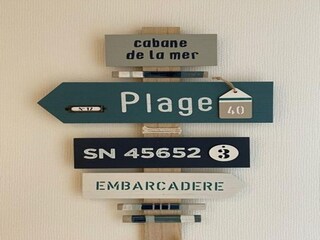 cabane
de la mer
Plage
40
SN 45652 3
EMBARCADERE